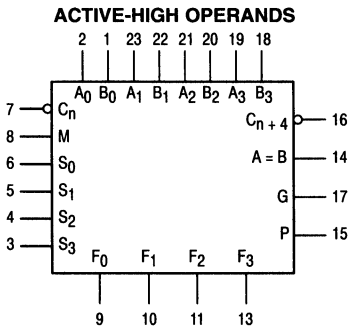 ACTIVE-HIGH OPERANDS
2 1 23 22 21 20 19 18
A0 B0 A1 B1 A2 B2 A3 B3
7 Cn
Cn + 4 16
8 M
A = B 14
6 S0
5 S1
G 17
4 S2
P 15
3 S3
F0 F1 F2 F3
9 10 11 13